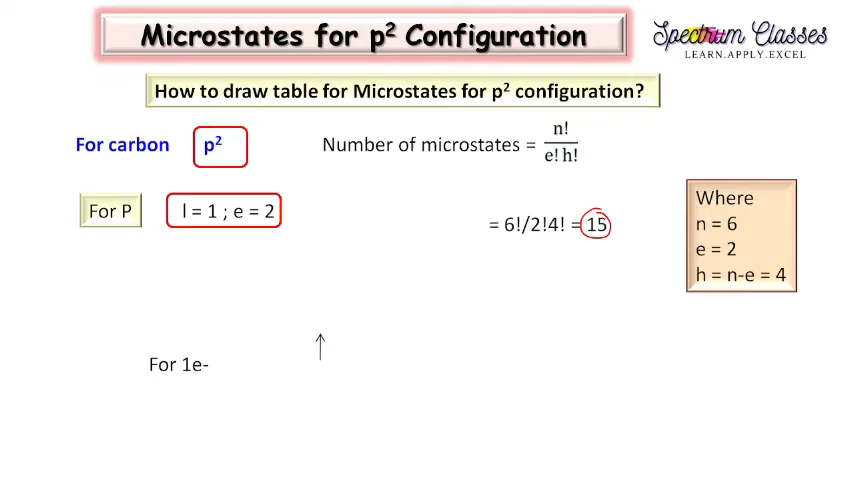 Microstates for p² Configuration
Spectrum Classes
LEARN.APPLY.EXCEL
How to draw table for Microstates for p² configuration?
For carbon p²
Number of microstates = n! / e! h!
For P
l = 1 ; e = 2
= 6!/2!4! = 15
Where
n = 6
e = 2
h = n-e = 4
For 1e-